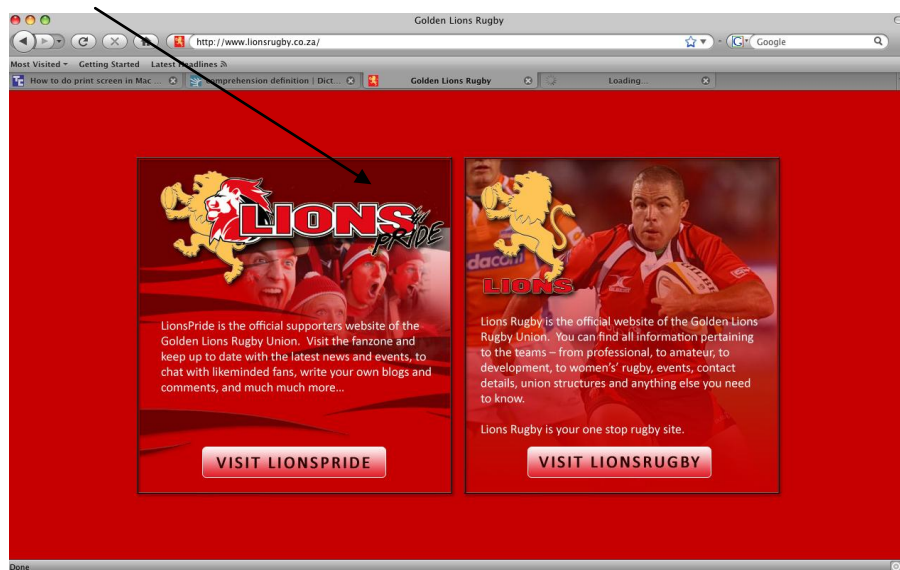 Golden Lions Rugby
http://www.lionsrugby.co.za/
Google
Most Visited Getting Started Latest Headlines
How to do print screen in Mac ... comprehension definition | Dict... Golden Lions Rugby Loading...
LIONS
PRIDE
LionsPride is the official supporters website of the
Golden Lions Rugby Union. Visit the fanzone and
keep up to date with the latest news and events, to
chat with likeminded fans, write your own blogs and
comments, and much much more...
VISIT LIONSPRIDE
dacom
LIONS
Lions Rugby is the official website of the Golden Lions
Rugby Union. You can find all information pertaining
to the teams – from professional, to amateur, to
development, to women's' rugby, events, contact
details, union structures and anything else you need
to know.
Lions Rugby is your one stop rugby site.
VISIT LIONSRUGBY
Done